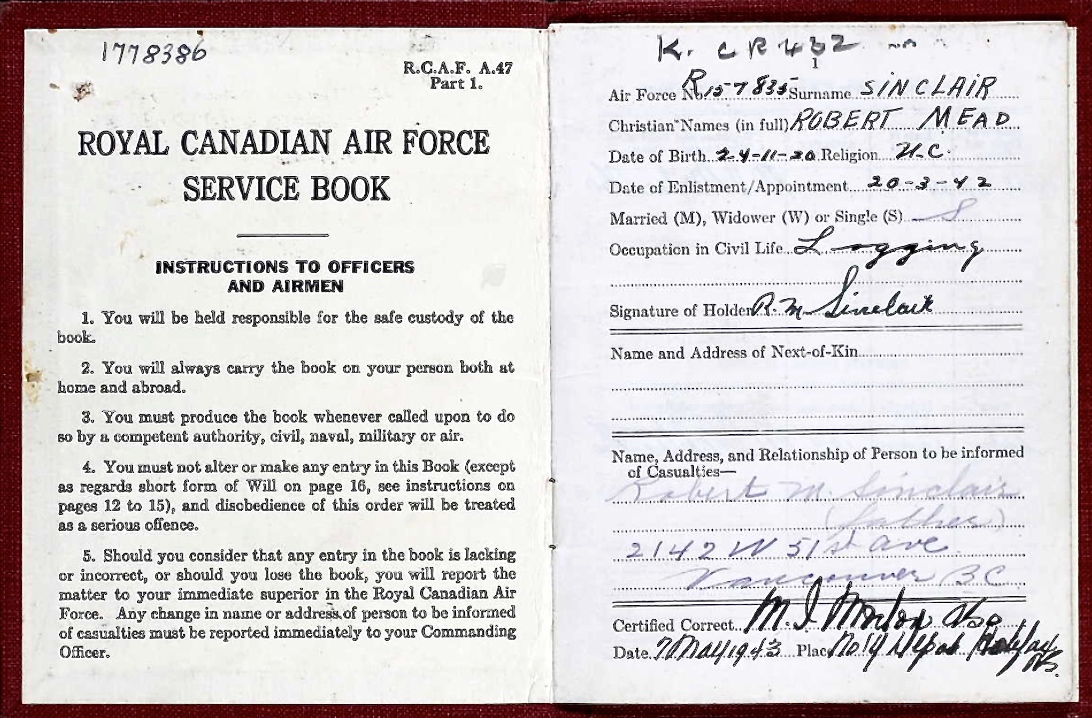 1778386
R.C.A.F. A.47
Part 1.
ROYAL CANADIAN AIR FORCE
SERVICE BOOK
INSTRUCTIONS TO OFFICERS
AND AIRMEN
1. You will be held responsible for the safe custody of the
book.
2. You will always carry the book on your person both at
home and abroad.
3. You must produce the book whenever called upon to do
so by a competent authority, civil, naval, military or air.
4. You must not alter or make any entry in this Book (except
as regards short form of Will on page 16, see instructions on
pages 12 to 15), and disobedience of this order will be treated
as a serious offence.
5. Should you consider that any entry in the book is lacking
or incorrect, or should you lose the book, you will report the
matter to your immediate superior in the Royal Canadian Air
Force. Any change in name or address of person to be informed
of casualties must be reported immediately to your Commanding
Officer.
K. CR432
1
Air Force No. R157835 Surname SINCLAIR
Christian Names (in full) ROBERT MEAD
Date of Birth 24-11-20 Religion U.C.
Date of Enlistment/Appointment 20-3-42
Married (M), Widower (W) or Single (S) S
Occupation in Civil Life Logging
Signature of Holder R. M. Sinclair
Name and Address of Next-of-Kin
Name, Address, and Relationship of Person to be informed
of Casualties—
Robert M. Sinclair
(father)
2142 W 51st ave
Vancouver BC
Certified Correct M. I. Morton
Date 7 May 1943 Place Halifax
NS.